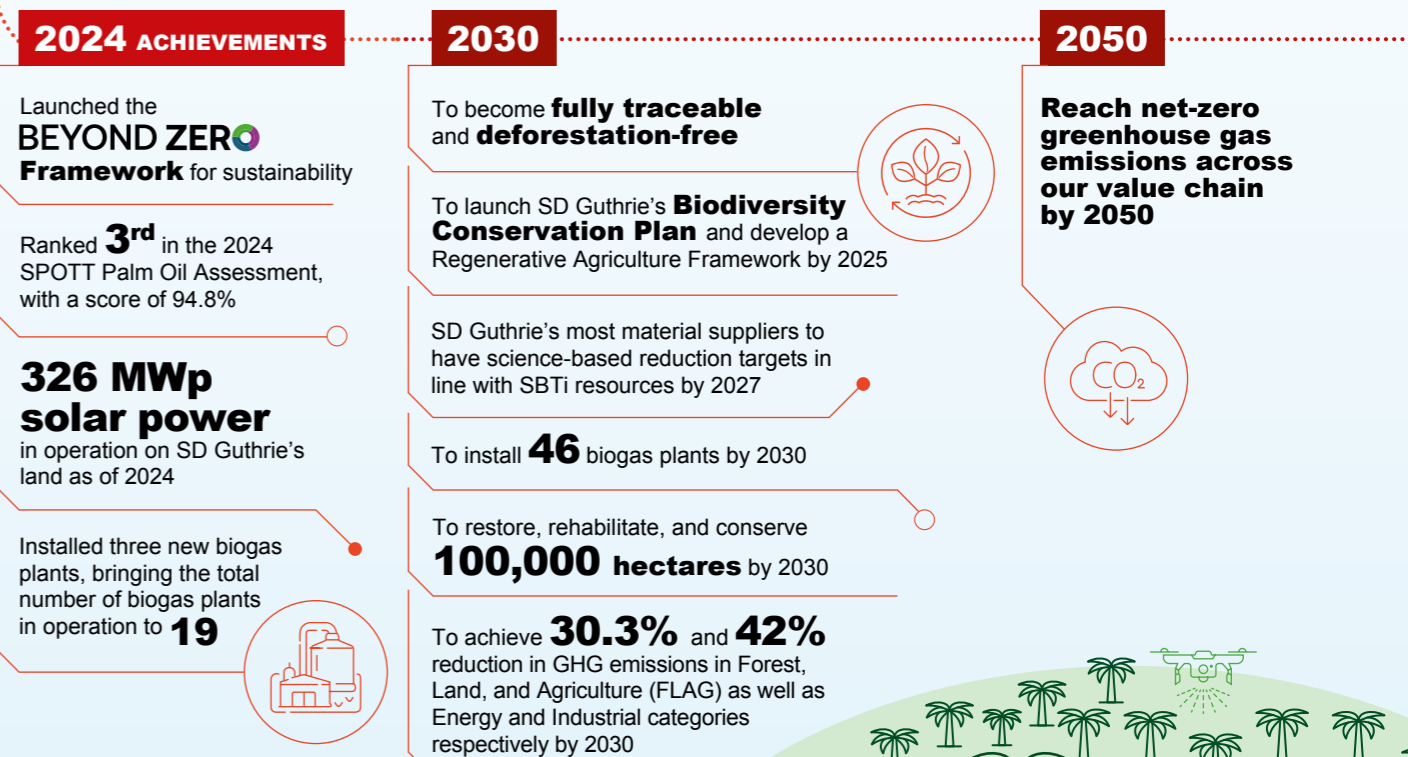 2024 ACHIEVEMENTS
Launched the
BEYOND ZERO
Framework for sustainability
Ranked 3rd in the 2024
SPOTT Palm Oil Assessment,
with a score of 94.8%
326 MWp
solar power
in operation on SD Guthrie's
land as of 2024
Installed three new biogas
plants, bringing the total
number of biogas plants
in operation to 19
2030
To become fully traceable
and deforestation-free
To launch SD Guthrie's Biodiversity
Conservation Plan and develop a
Regenerative Agriculture Framework by 2025
SD Guthrie's most material suppliers to
have science-based reduction targets in
line with SBTi resources by 2027
To install 46 biogas plants by 2030
To restore, rehabilitate, and conserve
100,000 hectares by 2030
To achieve 30.3% and 42%
reduction in GHG emissions in Forest,
Land, and Agriculture (FLAG) as well as
Energy and Industrial categories
respectively by 2030
2050
Reach net-zero
greenhouse gas
emissions across
our value chain
by 2050
CO₂